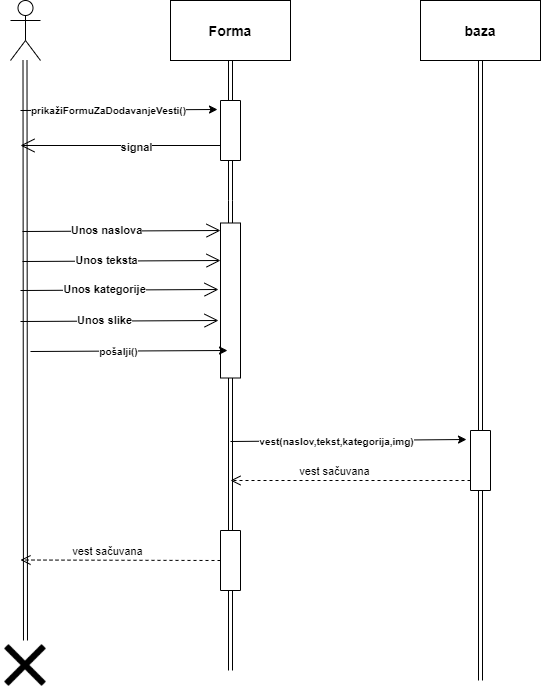 Forma
baza
prikažiFormuZaDodavanjeVesti()
signal
Unos naslova
Unos teksta
Unos kategorije
Unos slike
pošalji()
vest(naslov,tekst,kategorija,img)
vest sačuvana
vest sačuvana